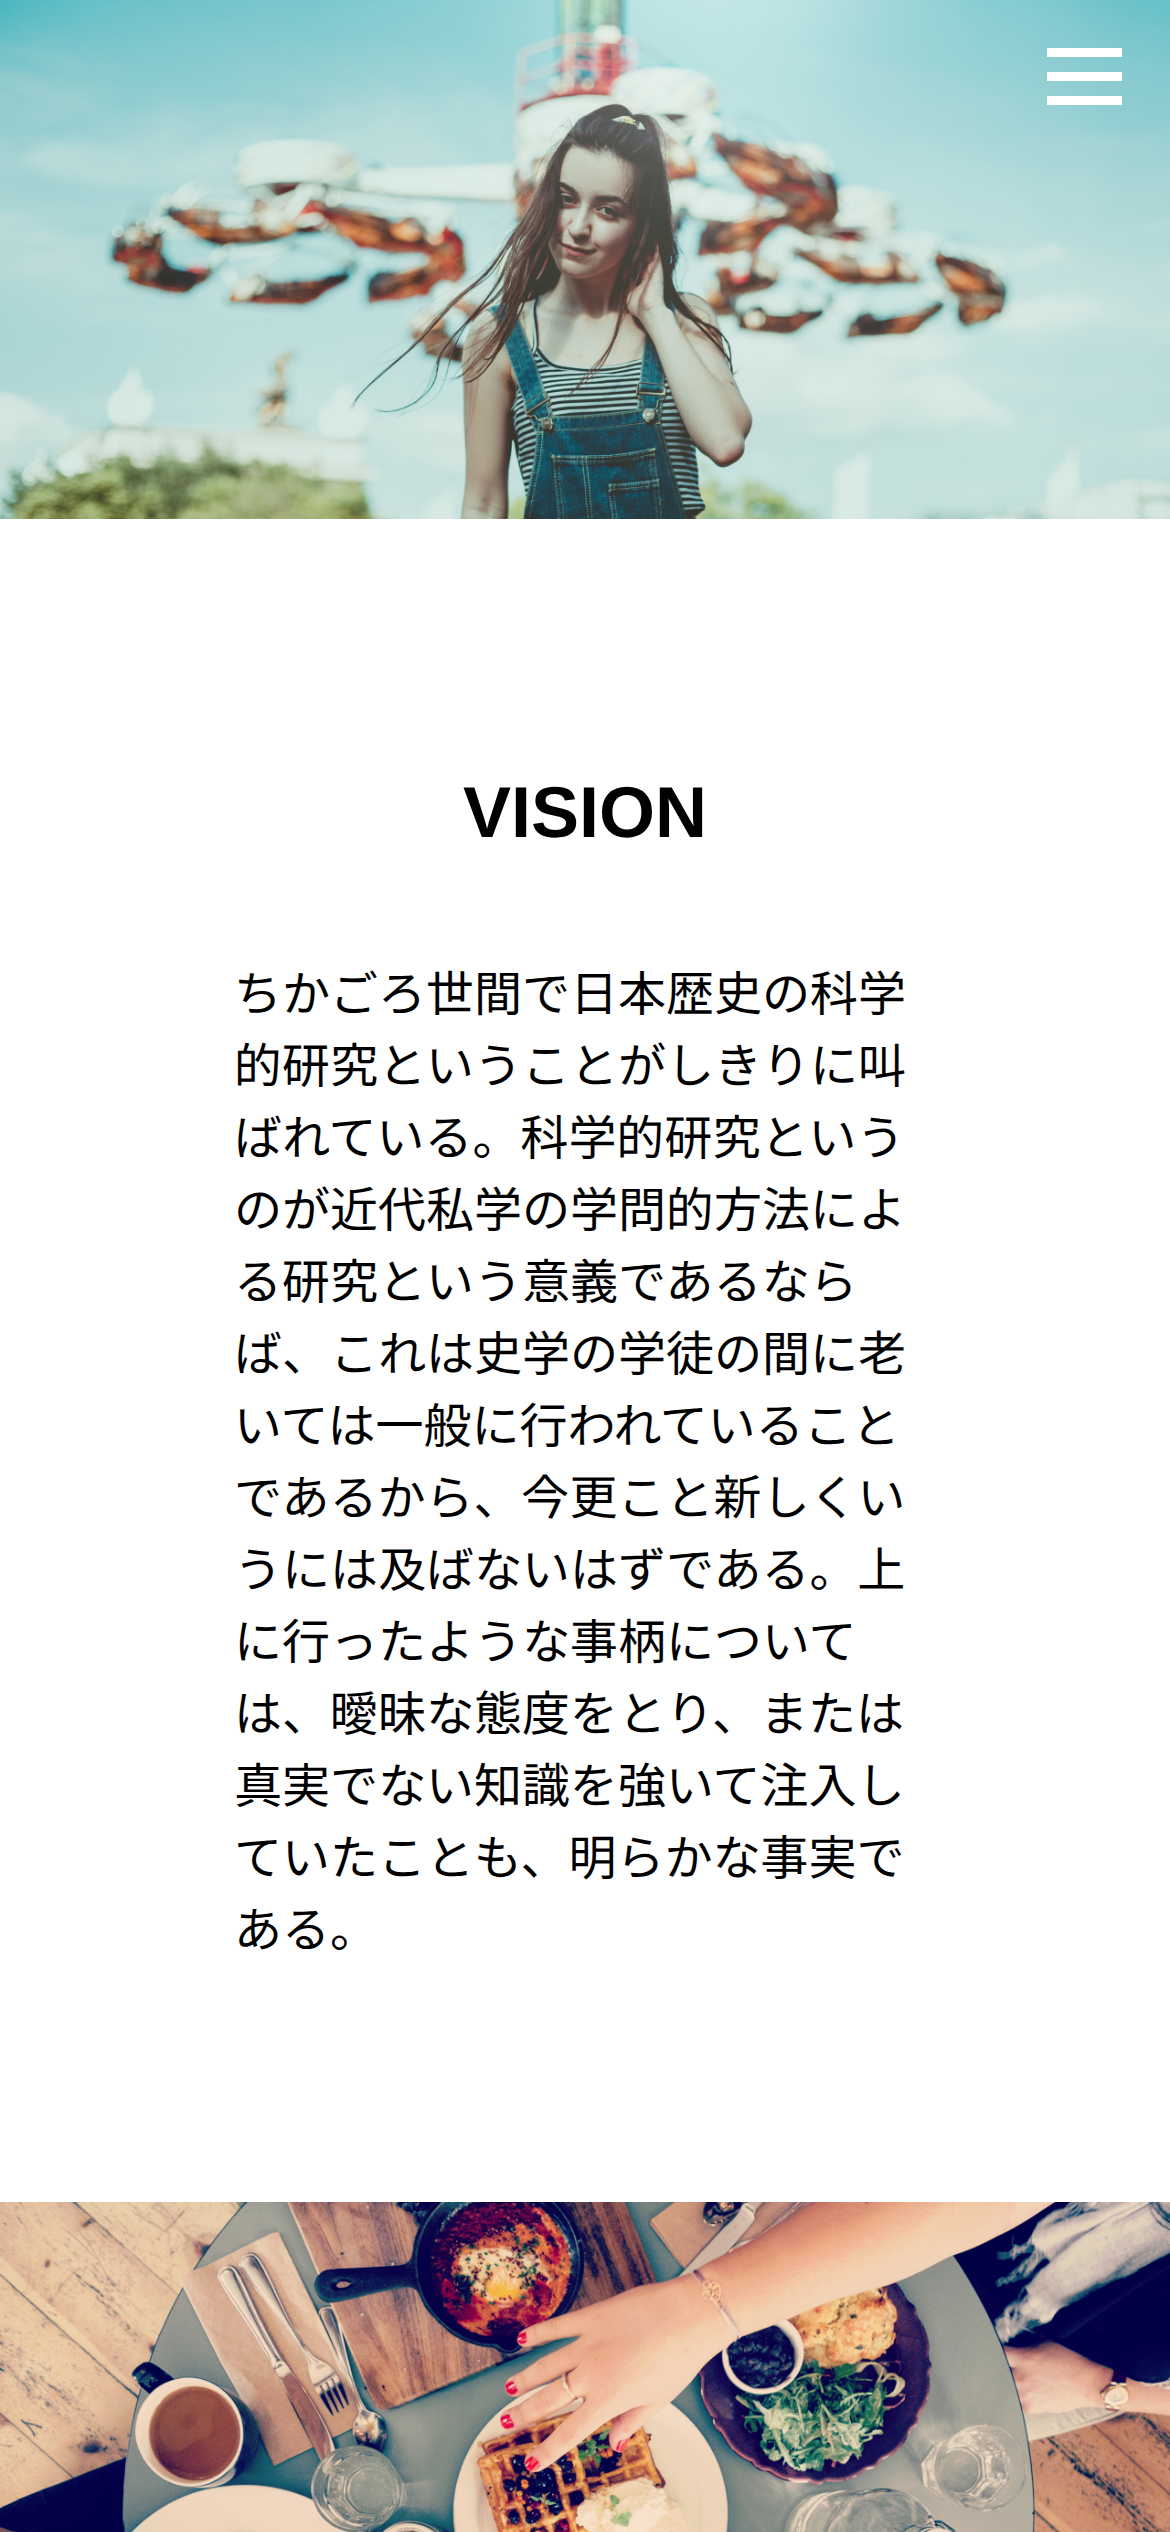 VISION
ちかごろ世間で日本歴史の科学
的研究ということがしきりに叫
ばれている。科学的研究という
のが近代私学の学問的方法によ
る研究という意義であるなら
ば、これは史学の学徒の間に老
いては一般に行われていること
であるから、今更こと新しくい
うには及ばないはずである。上
に行ったような事柄について
は、曖昧な態度をとり、または
真実でない知識を強いて注入し
ていたことも、明らかな事実で
ある。